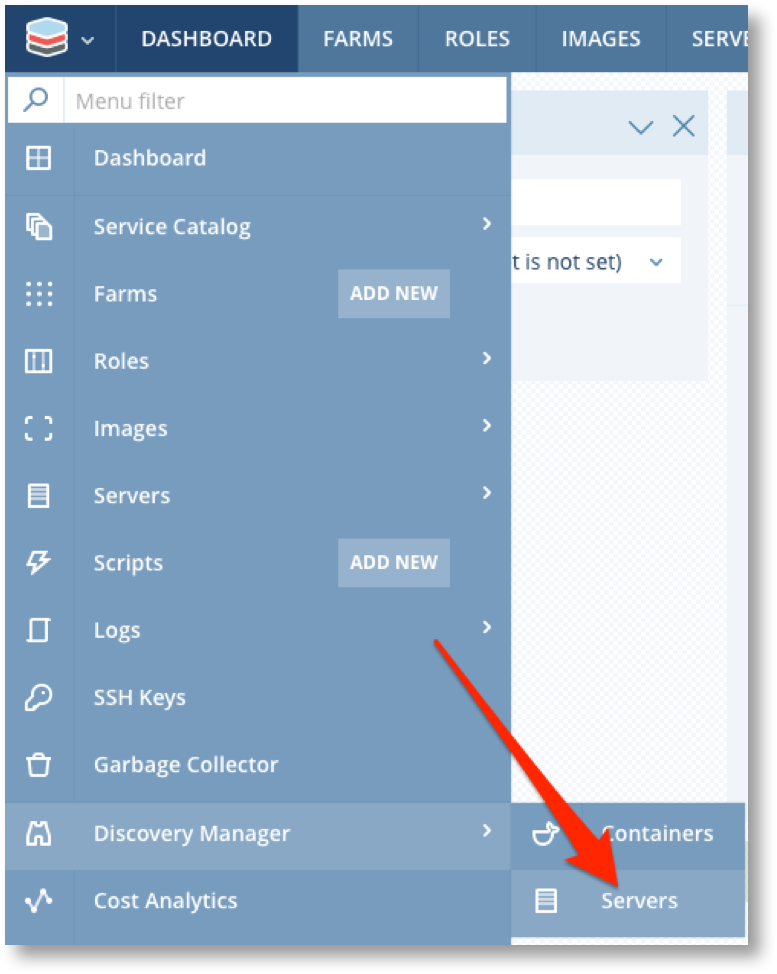 DASHBOARD FARMS ROLES IMAGES SERVE
Menu filter
Dashboard
Service Catalog
t is not set)
Farms ADD NEW
Roles
Images
Servers
Scripts ADD NEW
Logs
SSH Keys
Garbage Collector
Discovery Manager Containers
Cost Analytics Servers